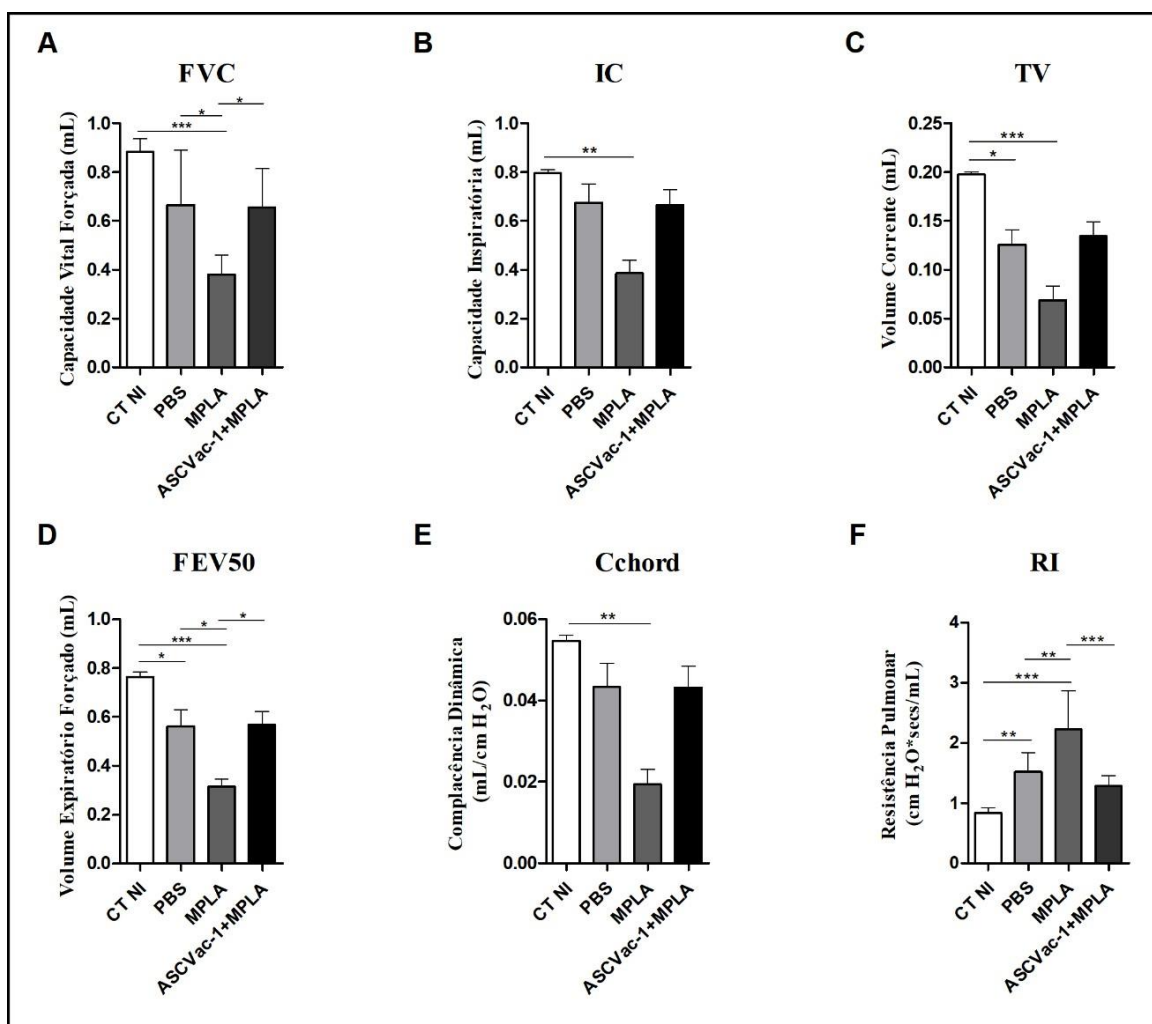 A
FVC
Capacidade Vital Forçada (mL)
1.0
0.8
0.6
0.4
0.2
0.0
***
*
*
CT NI
PBS
MPLA
ASCVac-1+MPLA
B
IC
Capacidade Inspiratória (mL)
1.0
0.8
0.6
0.4
0.2
0.0
**
CT NI
PBS
MPLA
ASCVac-1+MPLA
C
TV
Volume Corrente (mL)
0.25
0.20
0.15
0.10
0.05
0.00
***
*
CT NI
PBS
MPLA
ASCVac-1+MPLA
D
FEV50
Volume Expiratório Forçado (mL)
1.0
0.8
0.6
0.4
0.2
0.0
*
*
***
*
CT NI
PBS
MPLA
ASCVac-1+MPLA
E
Cchord
Complacência Dinâmica
(mL/cm H₂O)
0.06
0.04
0.02
0.00
**
CT NI
PBS
MPLA
ASCVac-1+MPLA
F
RI
Resistência Pulmonar
(cm H₂O*secs/mL)
4
3
2
1
0
***
**
***
**
CT NI
PBS
MPLA
ASCVac-1+MPLA